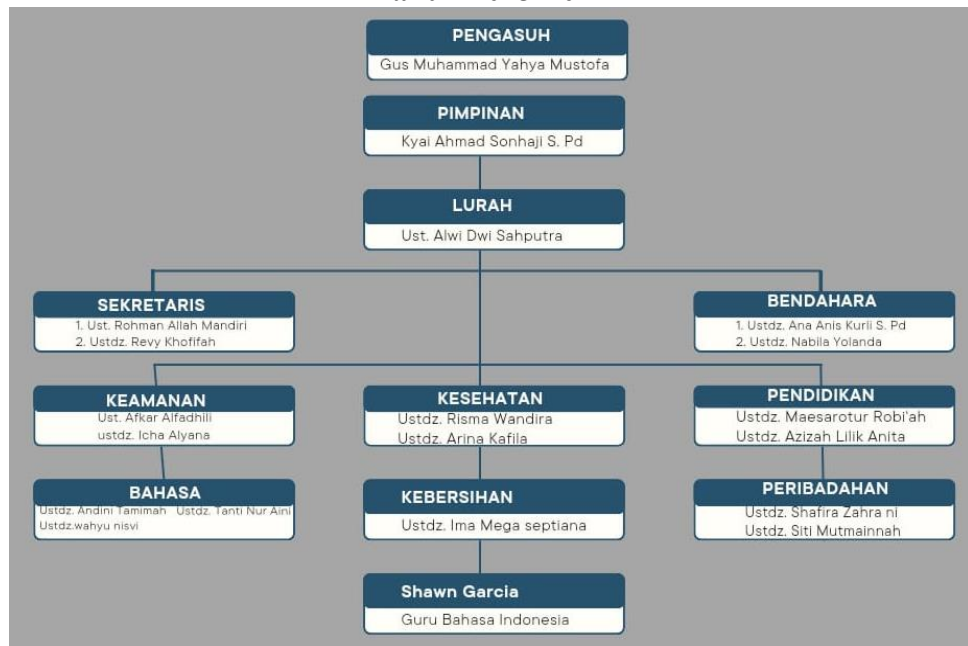 PENGASUH
Gus Muhammad Yahya Mustofa
PIMPINAN
Kyai Ahmad Sonhaji S. Pd
LURAH
Ust. Alwi Dwi Sahputra
SEKRETARIS
1. Ust. Rohman Allah Mandiri
2. Ustdz. Revy Khofifah
BENDAHARA
1. Ustdz. Ana Anis Kurli S. Pd
2. Ustdz. Nabila Yolanda
KEAMANAN
Ust. Afkar Alfadhili
ustdz. Icha Alyana
KESEHATAN
Ustdz. Risma Wandira
Ustdz. Arina Kafila
PENDIDIKAN
Ustdz. Maesarotur Robi'ah
Ustdz. Azizah Lilik Anita
BAHASA
Ustdz. Andini Tamimah Ustdz. Tanti Nur Aini
Ustdz.wahyu nisvi
KEBERSIHAN
Ustdz. Ima Mega septiana
PERIBADAHAN
Ustdz. Shafira Zahra ni
Ustdz. Siti Mutmainnah
Shawn Garcia
Guru Bahasa Indonesia